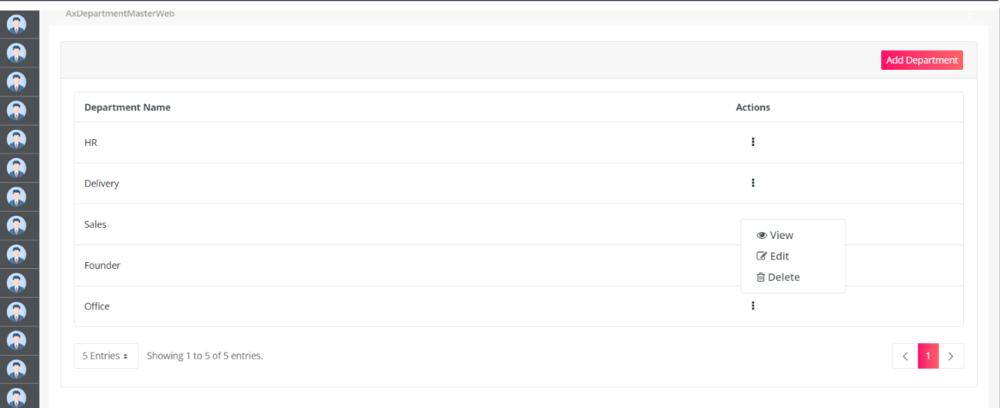 AxDepartmentMasterWeb
Add Department
Department Name Actions
HR
Delivery
Sales
View
Edit
Founder
Delete
Office
5 Entries Showing 1 to 5 of 5 entries.
1